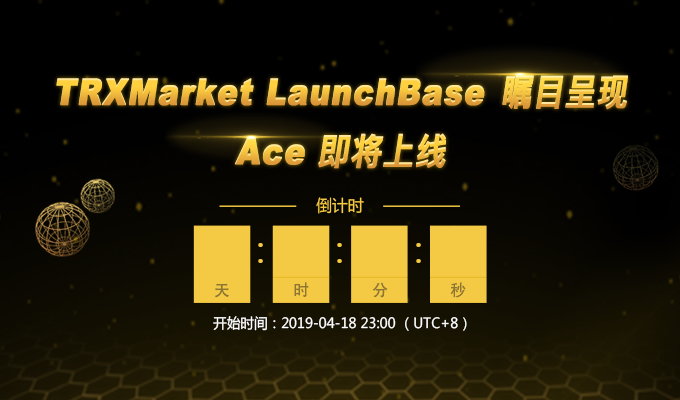 TRXMarket LaunchBase 瞩目呈现
Ace 即将上线
倒计时
天 : 时 : 分 : 秒
开始时间：2019-04-18 23:00 （ UTC+8 ）